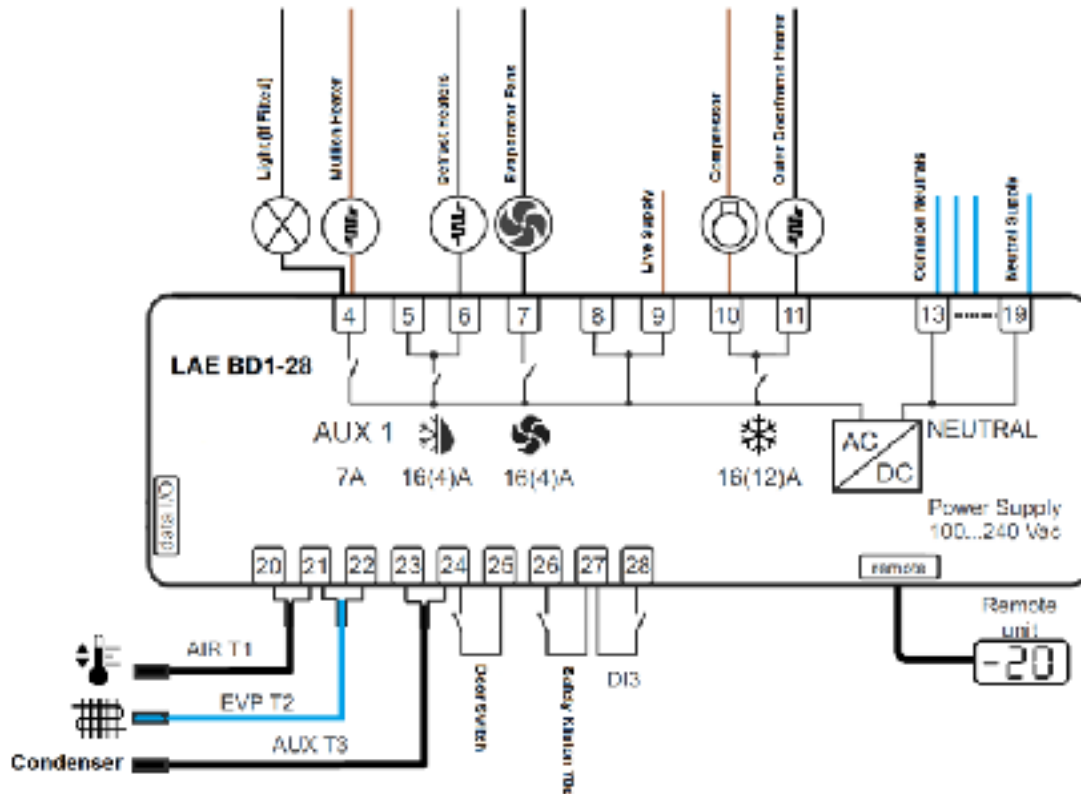 Light(If Fitted)
Mullion Heater
Defrost Heaters
Evaporator Fans
Live Supply
Compressor
Outer Doorframe Heater
Common Neutrals
Neutral Supply
4 5 6 7 8 9 10 11 13 19
LAE BD1-28
AUX 1
7A 16(4)A 16(4)A 16(12)A
AC
DC
NEUTRAL
Power Supply
100...240 Vac
data I/O
20 21 22 23 24 25 26 27 28
remote
Remote
unit
-20
AIR T1
EVP T2
AUX T3
Condenser
Door Switch
DI3